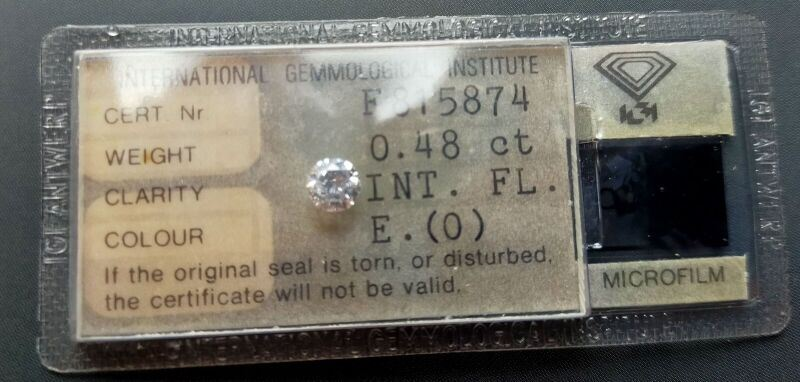 INTERNATIONAL GEMMOLOGICAL INSTITUTE
INTERNATIONAL GEMMOLOGICAL INSTITUTE
CERT. Nr
WEIGHT 0.48 ct
CLARITY INT. FL.
COLOUR E.(0)
If the original seal is torn, or disturbed,
the certificate will not be valid.
IGI
MICROFILM
IGI ANTWERP
IGI ANTWERP
INTERNATIONAL GEMMOLOGICAL INSTITUTE